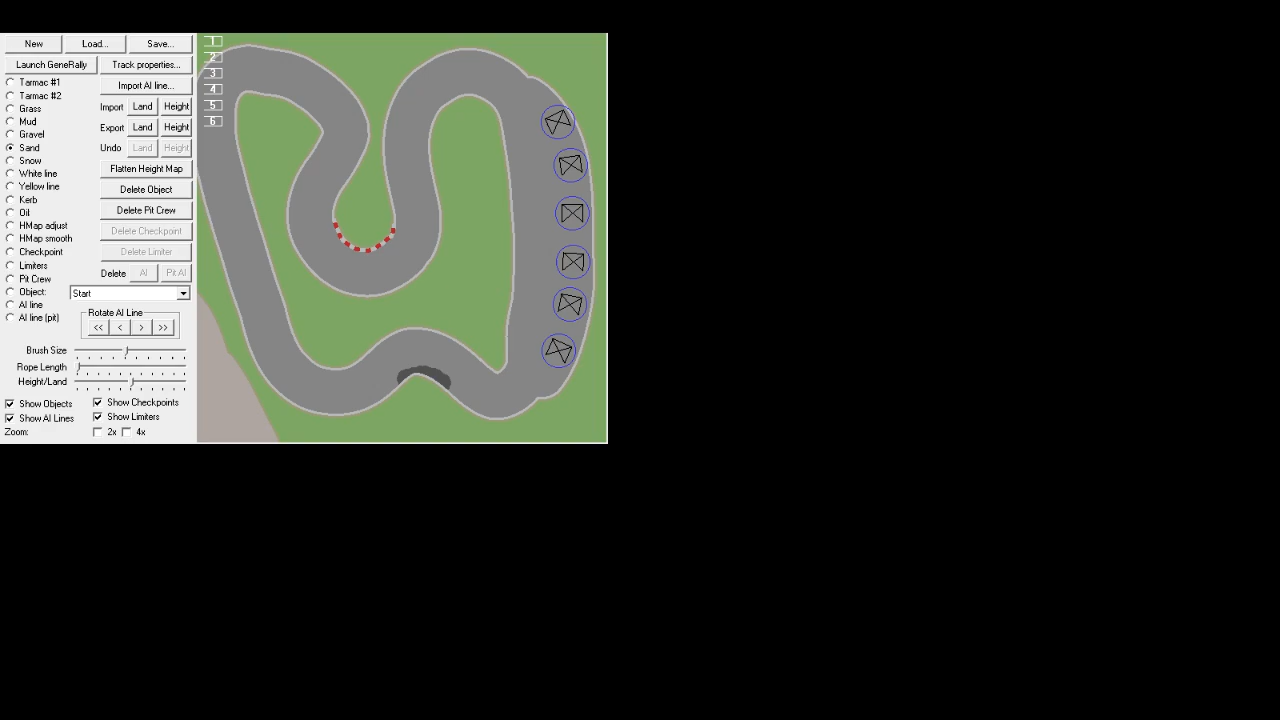 New Load... Save...
Launch GeneRally Track properties...
Tarmac #1 Import AI line...
Tarmac #2
Grass Import Land Height
Mud
Gravel Export Land Height
Sand Undo Land Height
Snow
White line Flatten Height Map
Yellow line Delete Object
Kerb
Oil Delete Pit Crew
HMap adjust Delete Checkpoint
HMap smooth
Checkpoint Delete Limiter
Limiters
Pit Crew Delete AI Pit AI
Object: Start
AI line
AI line (pit) Rotate AI Line
<< < > >>
Brush Size
Rope Length
Height/Land
Show Objects Show Checkpoints
Show AI Lines Show Limiters
Zoom: 2x 4x
1
2
3
4
5
6